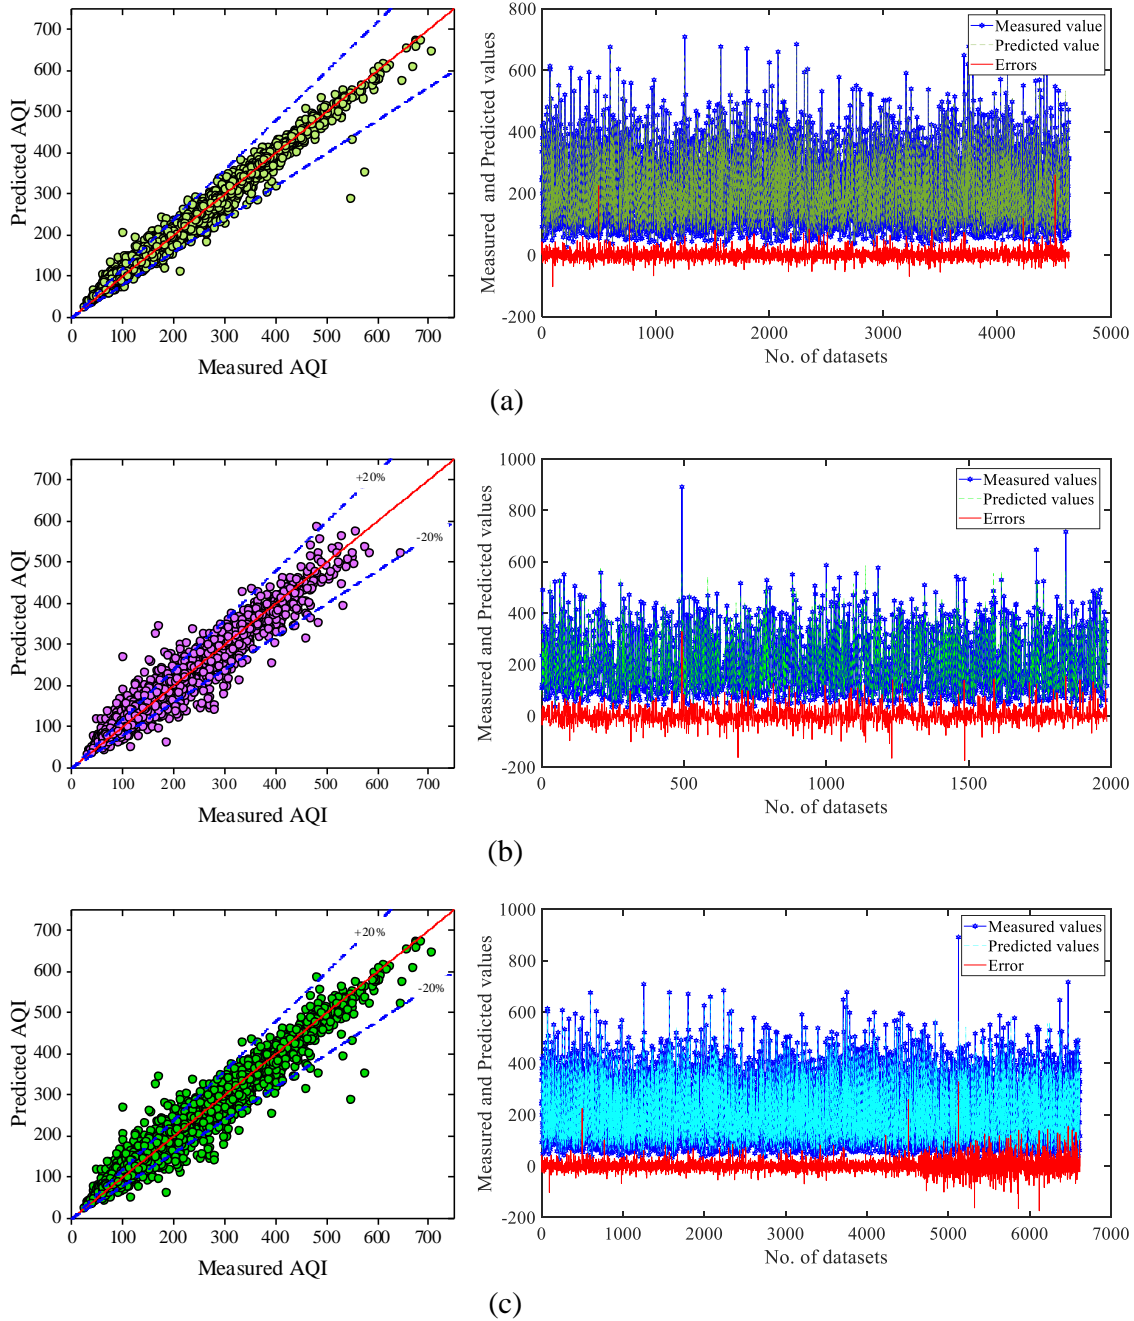 700
600
500
400
300
200
100
0
Predicted AQI
0 100 200 300 400 500 600 700
Measured AQI
800
600
400
200
0
-200
Measured and Predicted values
Measured value
Predicted value
Errors
0 1000 2000 3000 4000 5000
No. of datasets
(a)
700
600
500
400
300
200
100
0
Predicted AQI
+20%
-20%
0 100 200 300 400 500 600 700
Measured AQI
1000
800
600
400
200
0
-200
Measured and Predicted values
Measured values
Predicted values
Errors
0 500 1000 1500 2000
No. of datasets
(b)
700
600
500
400
300
200
100
0
Predicted AQI
+20%
-20%
0 100 200 300 400 500 600 700
Measured AQI
1000
800
600
400
200
0
-200
Measured and Predicted values
Measured values
Predicted values
Error
0 1000 2000 3000 4000 5000 6000 7000
No. of datasets
(c)